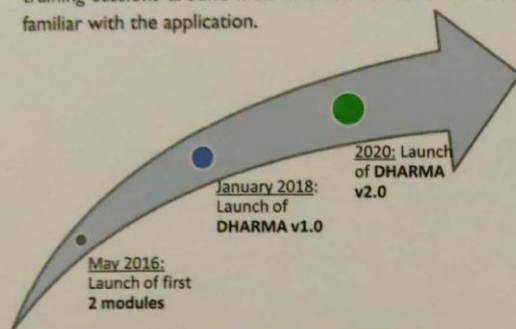 familiar with the application.
2020: Launch
of DHARMA
v2.0
January 2018:
Launch of
DHARMA v1.0
May 2016:
Launch of first
2 modules